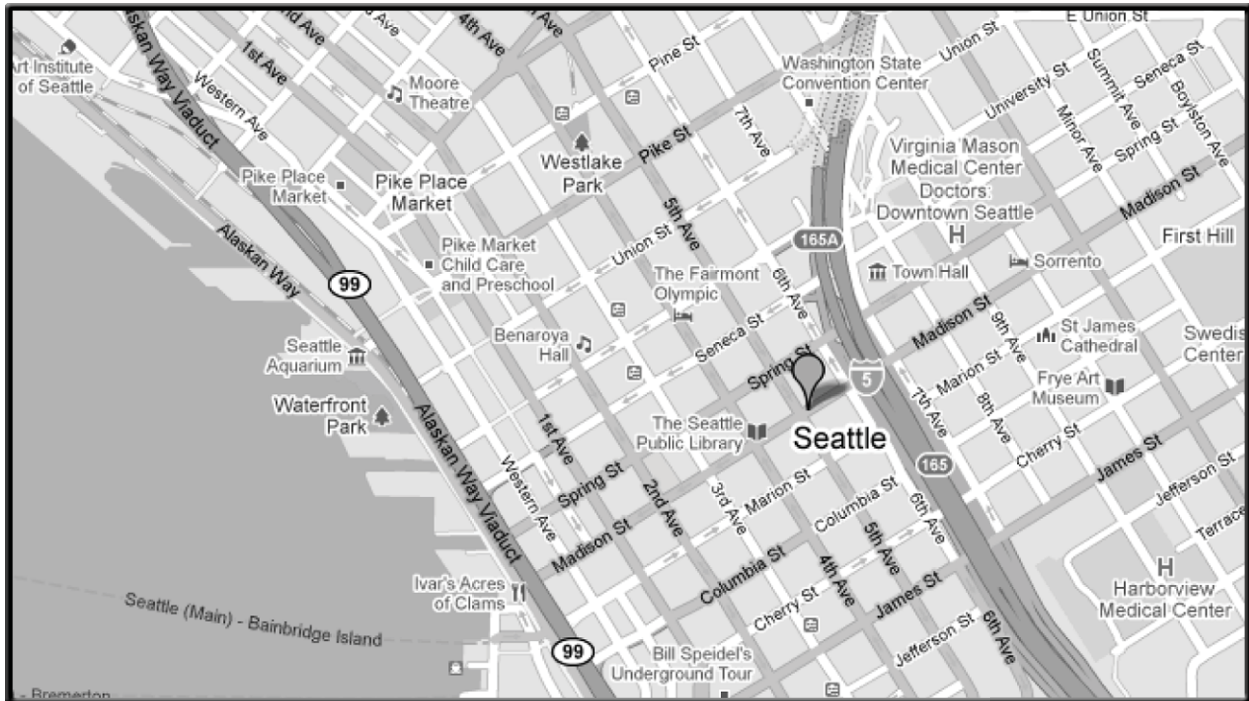 E Union St
4th Ave
Ave
2nd Ave
1st Ave
Alaskan Way Viaduct
Art Institute
of Seattle
Western Ave
Moore
Theatre
Pine St
Washington State
Convention Center
Union St
University St
Summit Ave
Seneca St
Boylston Ave
Minor Ave
Spring St
7th Ave
Pike St
Westlake
Park
Virginia Mason
Medical Center
Doctors:
Downtown Seattle
H
Madison St
Pike Place
Market
Pike Place
Market
5th Ave
First Hill
Alaskan Way
Pike Market
Child Care
and Preschool
Union St
165A
Town Hall
Sorrento
99
The Fairmont
Olympic
6th Ave
Benaroya
Hall
Seneca St
Madison St
9th Ave
St James
Cathedral
Swedis
Center
Seattle
Aquarium
Spring St
5
Marion St
Frye Art
Museum
Waterfront
Park
The Seattle
Public Library
Seattle
7th Ave
8th Ave
Alaskan Way Viaduct
1st Ave
Cherry St
165
James St
Western Ave
Spring St
2nd Ave
3rd Ave
Marion St
Columbia St
6th Ave
Jefferson St
Terrace
Madison St
5th Ave
Columbia St
4th Ave
James St
H
Harborview
Medical Center
Ivar's Acres
of Clams
Cherry St
6th Ave
Seattle (Main) - Bainbridge Island
99
Jefferson St
Bill Speidel's
Underground Tour
- Bremerton